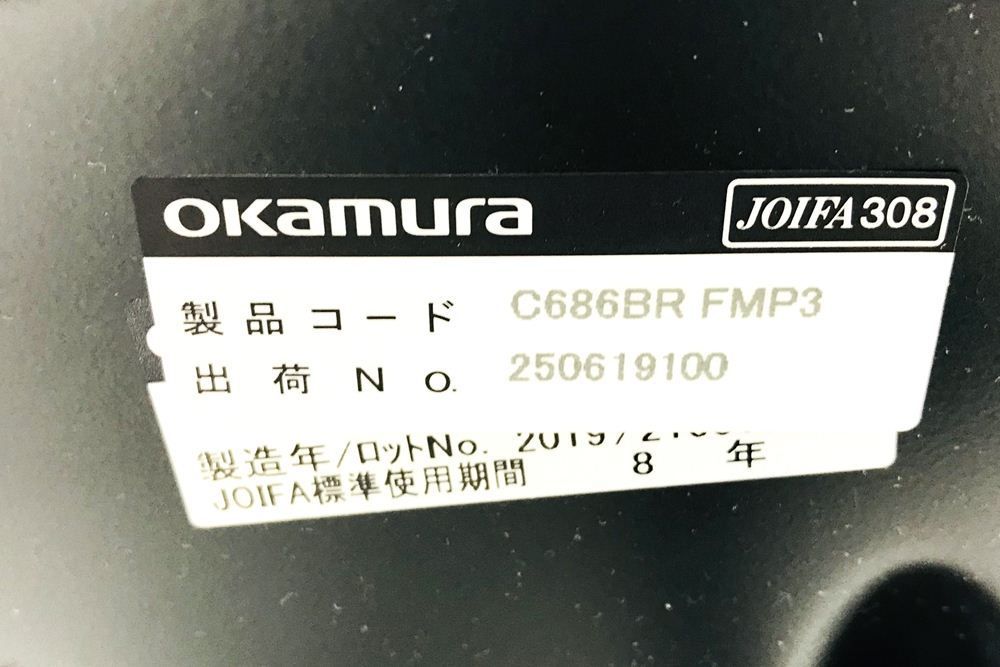 okamura
JOIFA308
製品コード C686BR FMP3
出荷No. 250619100
製造年/ロットNo. 2019/
JOIFA標準使用期間 8年